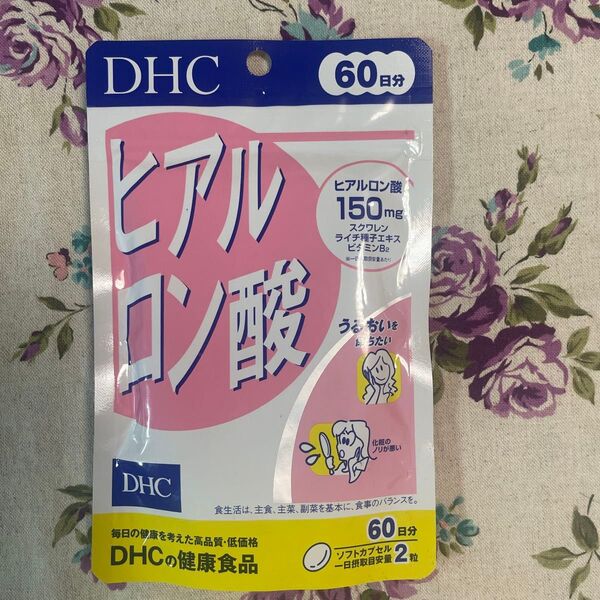 DHC
60日分
ヒアル
ロン酸
ヒアルロン酸
150mg
スクワレン
ライチ種子エキス
ビタミンB2
うるおいを
保ちたい
化粧の
ノリが悪い
DHC
食生活は、主食、主菜、副菜を基本に、食事のバランスを。
毎日の健康を考えた高品質・低価格
DHCの健康食品
60日分
ソフトカプセル
一日摂取目安量2粒